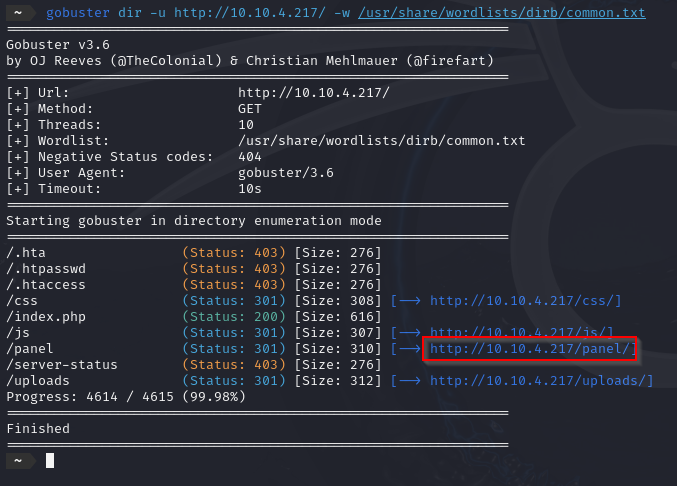 ~ gobuster dir -u http://10.10.4.217/ -w /usr/share/wordlists/dirb/common.txt
===============================================================
Gobuster v3.6
by OJ Reeves (@TheColonial) & Christian Mehlmauer (@firefart)
===============================================================
[+] Url:                     http://10.10.4.217/
[+] Method:                  GET
[+] Threads:                 10
[+] Wordlist:                /usr/share/wordlists/dirb/common.txt
[+] Negative Status codes:   404
[+] User Agent:              gobuster/3.6
[+] Timeout:                 10s
===============================================================
Starting gobuster in directory enumeration mode
===============================================================
/.hta                 (Status: 403) [Size: 276]
/.htpasswd            (Status: 403) [Size: 276]
/.htaccess            (Status: 403) [Size: 276]
/css                  (Status: 301) [Size: 308] [--> http://10.10.4.217/css/]
/index.php            (Status: 200) [Size: 616]
/js                   (Status: 301) [Size: 307] [--> http://10.10.4.217/js/]
/panel                (Status: 301) [Size: 310] [--> http://10.10.4.217/panel/]
/server-status        (Status: 403) [Size: 276]
/uploads              (Status: 301) [Size: 312] [--> http://10.10.4.217/uploads/]
Progress: 4614 / 4615 (99.98%)
===============================================================
Finished
===============================================================
~